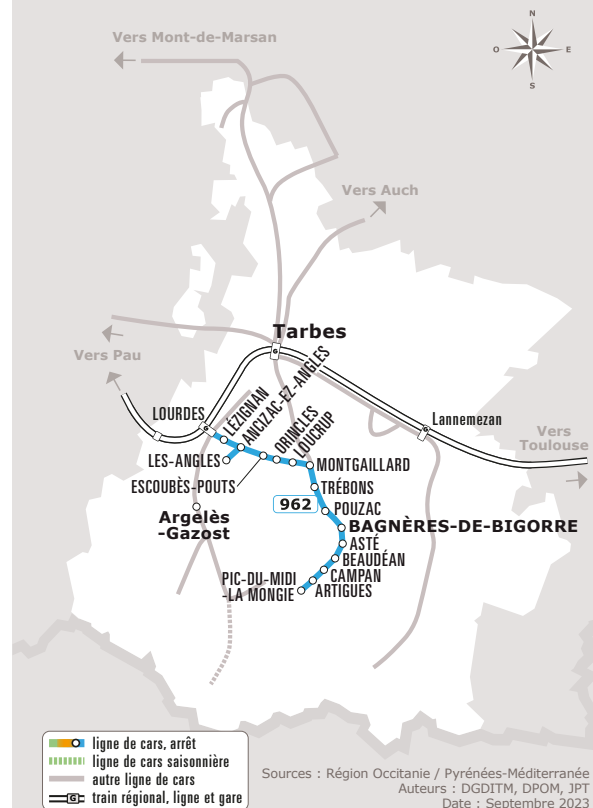 Vers Mont-de-Marsan
N
O
E
S
Vers Auch
Tarbes
Vers Pau
LOURDES
LÉZIGNAN
ANCIZAC-EZ-ANGLES
ORINCLES
LOUCRUP
Lannemezan
Vers
Toulouse
LES-ANGLES
MONTGAILLARD
ESCOUBÈS-POUTS
TRÉBONS
962
POUZAC
Argelès
-Gazost
BAGNÈRES-DE-BIGORRE
ASTÉ
BEAUDÉAN
CAMPAN
PIC-DU-MIDI
-LA MONGIE
ARTIGUES
ligne de cars, arrêt
ligne de cars saisonnière
autre ligne de cars
train régional, ligne et gare
Sources : Région Occitanie / Pyrénées-Méditerranée
Auteurs : DGDITM, DPOM, JPT
Date : Septembre 2023